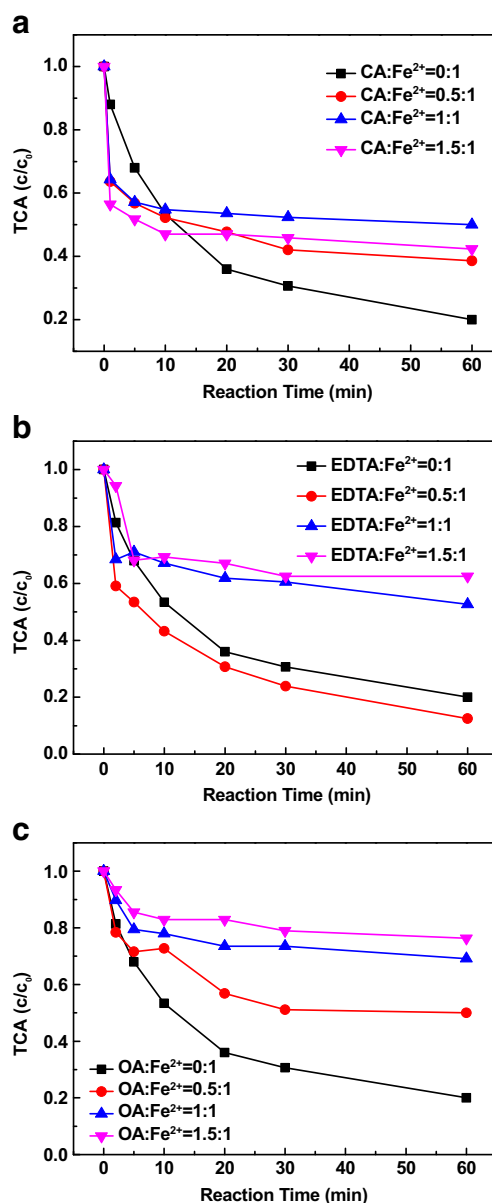 a
1.0
0.8
0.6
0.4
0.2
TCA (c/c₀)
CA:Fe²⁺=0:1
CA:Fe²⁺=0.5:1
CA:Fe²⁺=1:1
CA:Fe²⁺=1.5:1
0 10 20 30 40 50 60
Reaction Time (min)
b
1.0
0.8
0.6
0.4
0.2
0.0
TCA (c/c₀)
EDTA:Fe²⁺=0:1
EDTA:Fe²⁺=0.5:1
EDTA:Fe²⁺=1:1
EDTA:Fe²⁺=1.5:1
0 10 20 30 40 50 60
Reaction Time (min)
c
1.0
0.8
0.6
0.4
0.2
0.0
TCA (c/c₀)
OA:Fe²⁺=0:1
OA:Fe²⁺=0.5:1
OA:Fe²⁺=1:1
OA:Fe²⁺=1.5:1
0 10 20 30 40 50 60
Reaction Time (min)